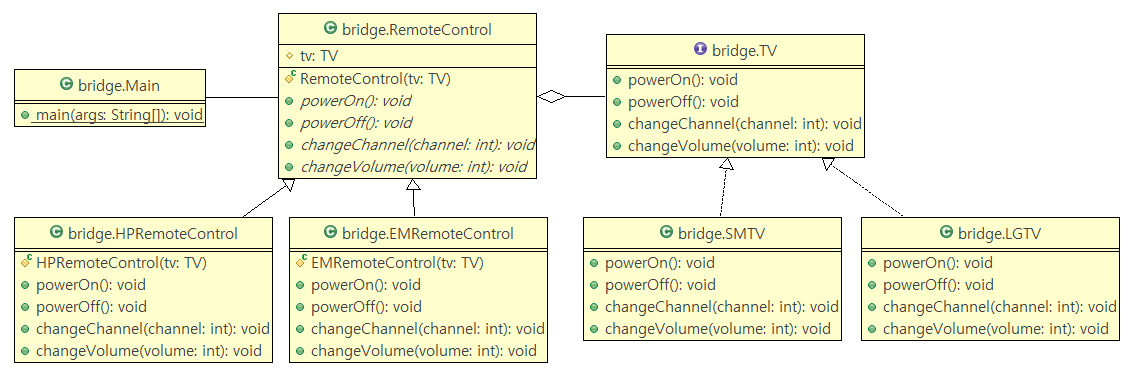 bridge.RemoteControl
tv: TV
RemoteControl(tv: TV)
powerOn(): void
powerOff(): void
changeChannel(channel: int): void
changeVolume(volume: int): void
bridge.TV
powerOn(): void
powerOff(): void
changeChannel(channel: int): void
changeVolume(volume: int): void
bridge.Main
main(args: String[]): void
bridge.HPRemoteControl
HPRemoteControl(tv: TV)
powerOn(): void
powerOff(): void
changeChannel(channel: int): void
changeVolume(volume: int): void
bridge.EMRemoteControl
EMRemoteControl(tv: TV)
powerOn(): void
powerOff(): void
changeChannel(channel: int): void
changeVolume(volume: int): void
bridge.SMTV
powerOn(): void
powerOff(): void
changeChannel(channel: int): void
changeVolume(volume: int): void
bridge.LGTV
powerOn(): void
powerOff(): void
changeChannel(channel: int): void
changeVolume(volume: int): void